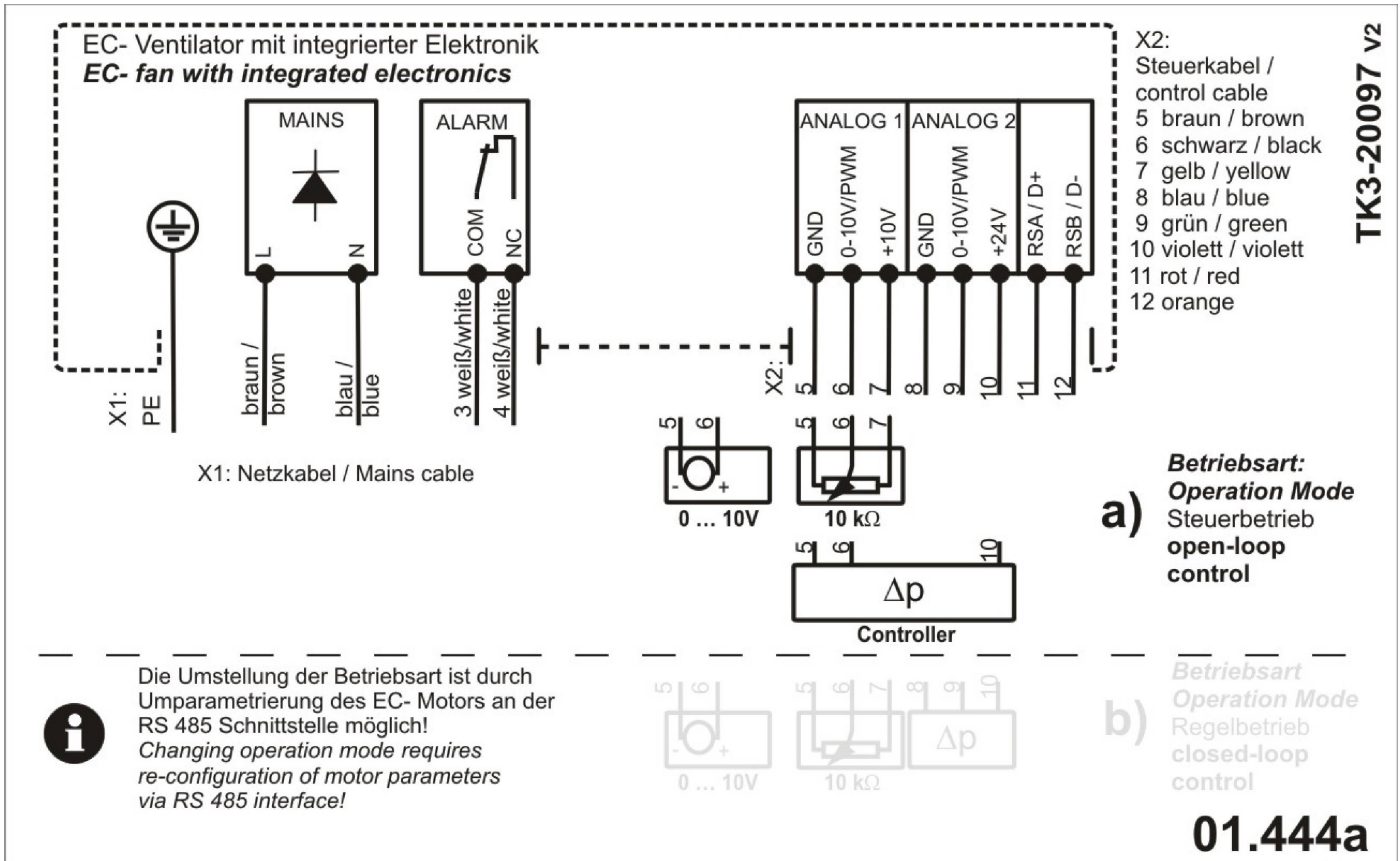 EC- Ventilator mit integrierter Elektronik
EC- fan with integrated electronics
MAINS
L
N
ALARM
COM
NC
ANALOG 1
GND
0-10V/PWM
+10V
ANALOG 2
GND
0-10V/PWM
+24V
RSA / D+
RSB / D-
X2:
Steuerkabel /
control cable
5 braun / brown
6 schwarz / black
7 gelb / yellow
8 blau / blue
9 grün / green
10 violett / violett
11 rot / red
12 orange
TK3-20097 V2
X1:
PE
braun /
brown
blau /
blue
3 weiß/white
4 weiß/white
X2:
5
6
7
8
9
10
11
12
X1: Netzkabel / Mains cable
5
6
- +
0 ... 10V
5
6
7
10 kΩ
5
6
10
Δp
Controller
a)
Betriebsart:
Operation Mode
Steuerbetrieb
open-loop
control
i
Die Umstellung der Betriebsart ist durch
Umparametrierung des EC- Motors an der
RS 485 Schnittstelle möglich!
Changing operation mode requires
re-configuration of motor parameters
via RS 485 interface!
5
6
- +
0 ... 10V
5
6
7
10 kΩ
8
9
10
Δp
b)
Betriebsart
Operation Mode
Regelbetrieb
closed-loop
control
01.444a